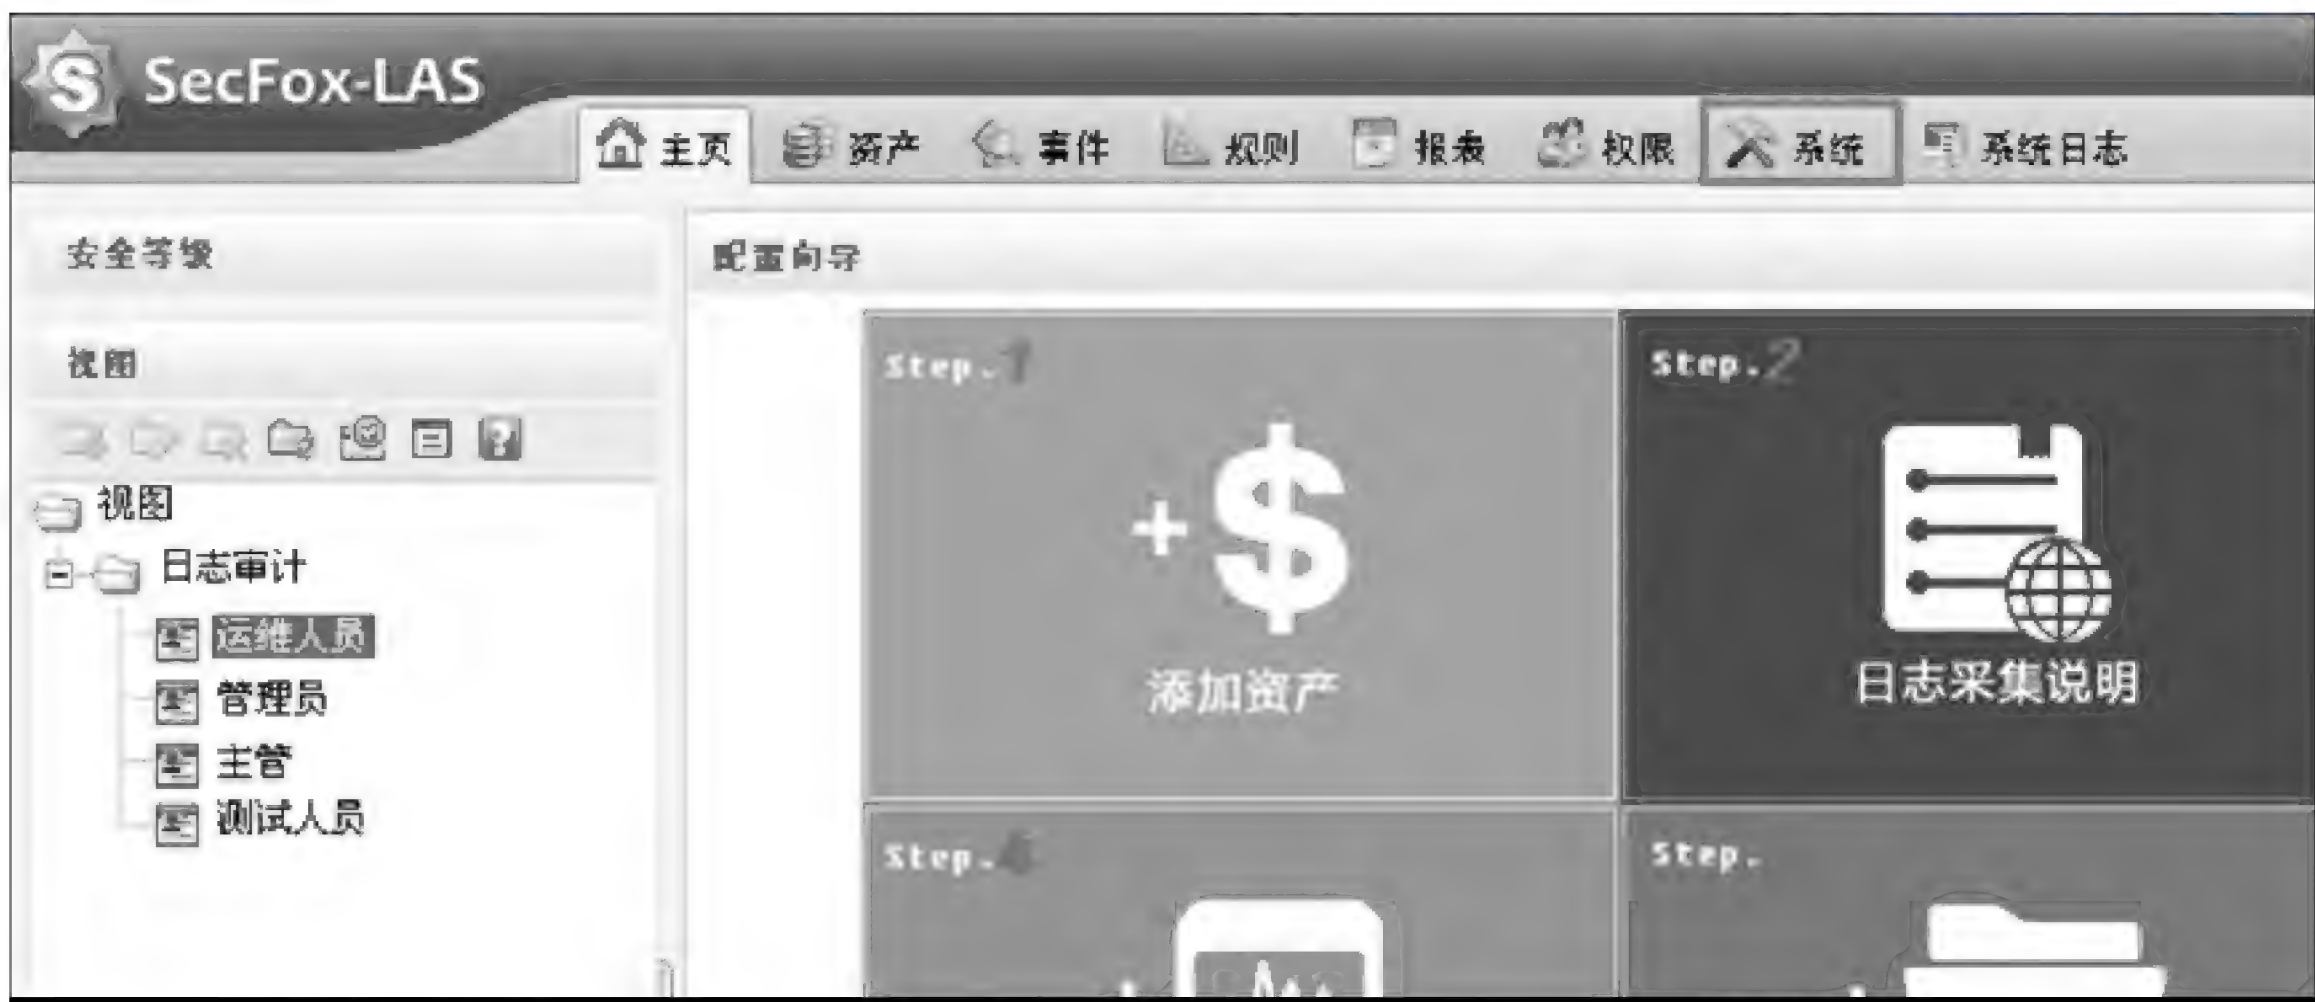 SecFox-LAS
主页 资产 事件 规则 报表 权限 系统 系统日志
安全等级
配置向导
视图
Step.1
Step.2
视图
日志审计
运维人员
管理员
主管
测试人员
添加资产
日志采集说明
Step.
Step.